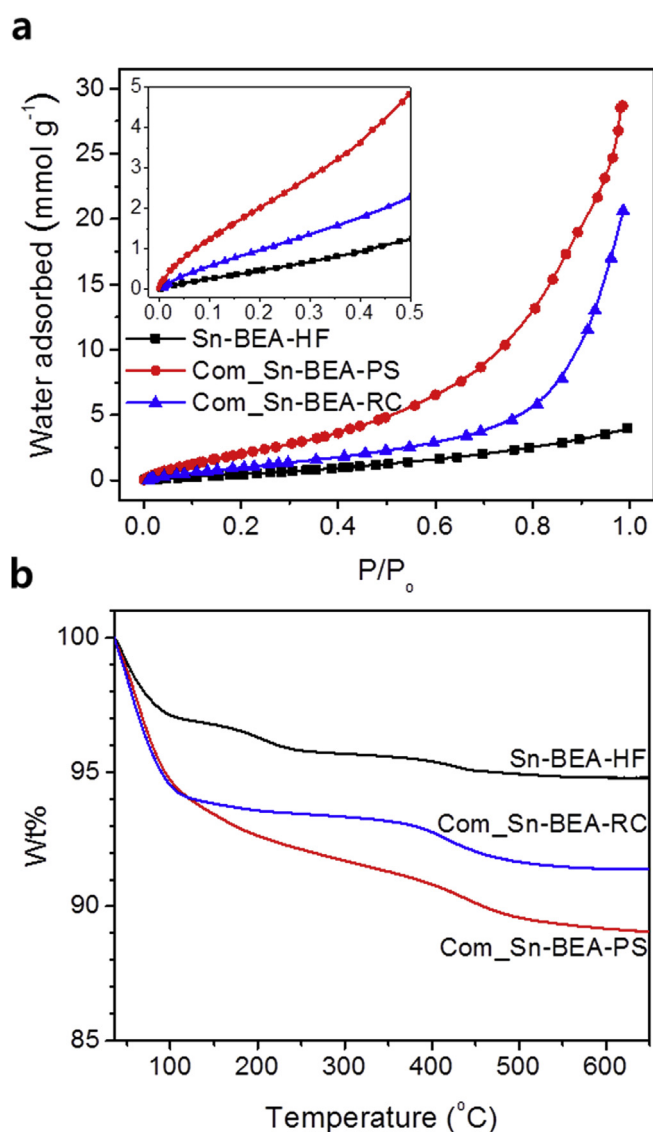 a
Water adsorbed (mmol g⁻¹)
30
25
20
15
10
5
0
5
4
3
2
1
0
0.0 0.1 0.2 0.3 0.4 0.5
Sn-BEA-HF
Com_Sn-BEA-PS
Com_Sn-BEA-RC
0.0 0.2 0.4 0.6 0.8 1.0
P/Pₒ
b
Wt%
100
95
90
85
Sn-BEA-HF
Com_Sn-BEA-RC
Com_Sn-BEA-PS
100 200 300 400 500 600
Temperature (°C)